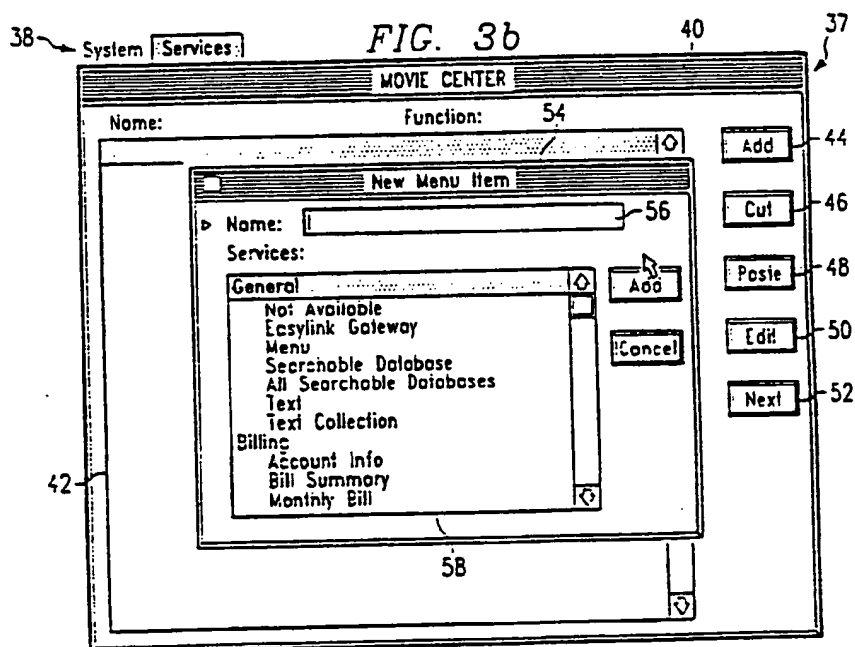 FIG. 3b
38
System Services
40
37
MOVIE CENTER
Name: Function:
54
Add
44
New Menu Item
Name:
56
Cut
46
Services:
General
Add
Paste
48
Not Available
Easylink Gateway
Menu
Cancel
Edit
50
Searchable Database
All Searchable Databases
Text
Next
52
Text Collection
Billing
Account Info
42
Bill Summary
Monthly Bill
58